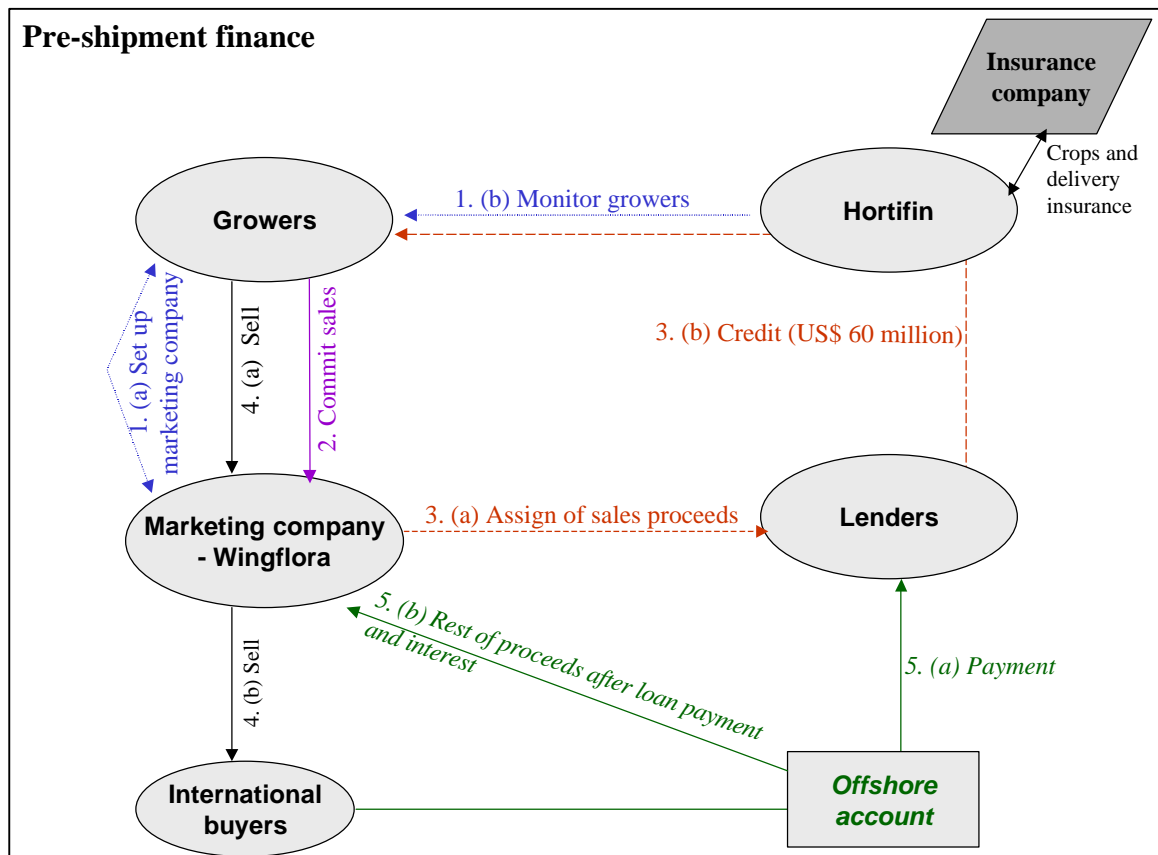 Pre-shipment finance
Insurance
company
Crops and
delivery
insurance
Growers
1. (b) Monitor growers
Hortifin
1. (a) Set up
marketing company
4. (a) Sell
2. Commit sales
3. (b) Credit (US$ 60 million)
Marketing company
- Wingflora
3. (a) Assign of sales proceeds
Lenders
5. (b) Rest of proceeds after loan payment
and interest
5. (a) Payment
4. (b) Sell
International
buyers
Offshore
account